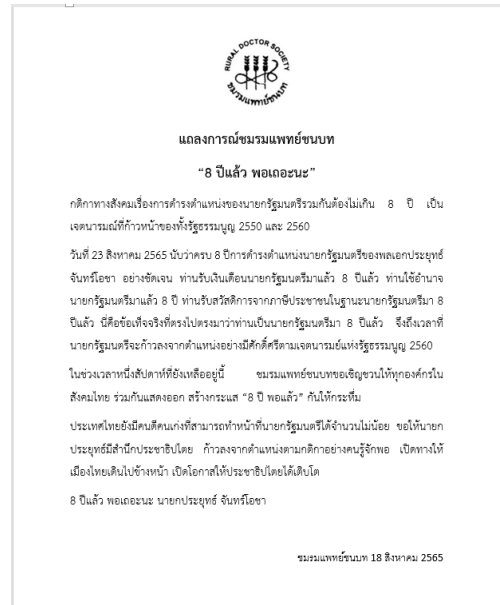 RURAL DOCTOR SOCIETY
ชมรมแพทย์ชนบท
แถลงการณ์ชมรมแพทย์ชนบท
“8 ปีแล้ว พอเถอะนะ”
กติกาทางสังคมเรื่องการดำรงตำแหน่งของนายกรัฐมนตรีรวมกันต้องไม่เกิน 8 ปี เป็น
เจตนารมณ์ที่ก้าวหน้าของทั้งรัฐธรรมนูญ 2550 และ 2560
วันที่ 23 สิงหาคม 2565 นับว่าครบ 8 ปีการดำรงตำแหน่งนายกรัฐมนตรีของพลเอกประยุทธ์
จันทร์โอชา อย่างชัดเจน ท่านรับเงินเดือนนายกรัฐมนตรีมาแล้ว 8 ปีแล้ว ท่านใช้อำนาจ
นายกรัฐมนตรีมาแล้ว 8 ปี ท่านรับสวัสดิการจากภาษีประชาชนในฐานะนายกรัฐมนตรีมา 8
ปีแล้ว นี่คือข้อเท็จจริงที่ตรงไปตรงมาว่าท่านเป็นนายกรัฐมนตรีมา 8 ปีแล้ว จึงถึงเวลาที่
นายกรัฐมนตรีจะก้าวลงจากตำแหน่งอย่างมีศักดิ์ศรีตามเจตนารมย์แห่งรัฐธรรมนูญ 2560
ในช่วงเวลาหนึ่งสัปดาห์ที่ยังเหลืออยู่นี้ ชมรมแพทย์ชนบทขอเชิญชวนให้ทุกองค์กรใน
สังคมไทย ร่วมกันแสดงออก สร้างกระแส “8 ปี พอแล้ว” กันให้กระหึ่ม
ประเทศไทยยังมีคนดีคนเก่งที่สามารถทำหน้าที่นายกรัฐมนตรีได้จำนวนไม่น้อย ขอให้นายก
ประยุทธ์มีสำนึกประชาธิปไตย ก้าวลงจากตำแหน่งตามกติกาอย่างคนรู้จักพอ เปิดทางให้
เมืองไทยเดินไปข้างหน้า เปิดโอกาสให้ประชาธิปไตยได้เติบโต
8 ปีแล้ว พอเถอะนะ นายกประยุทธ์ จันทร์โอชา
ชมรมแพทย์ชนบท 18 สิงหาคม 2565